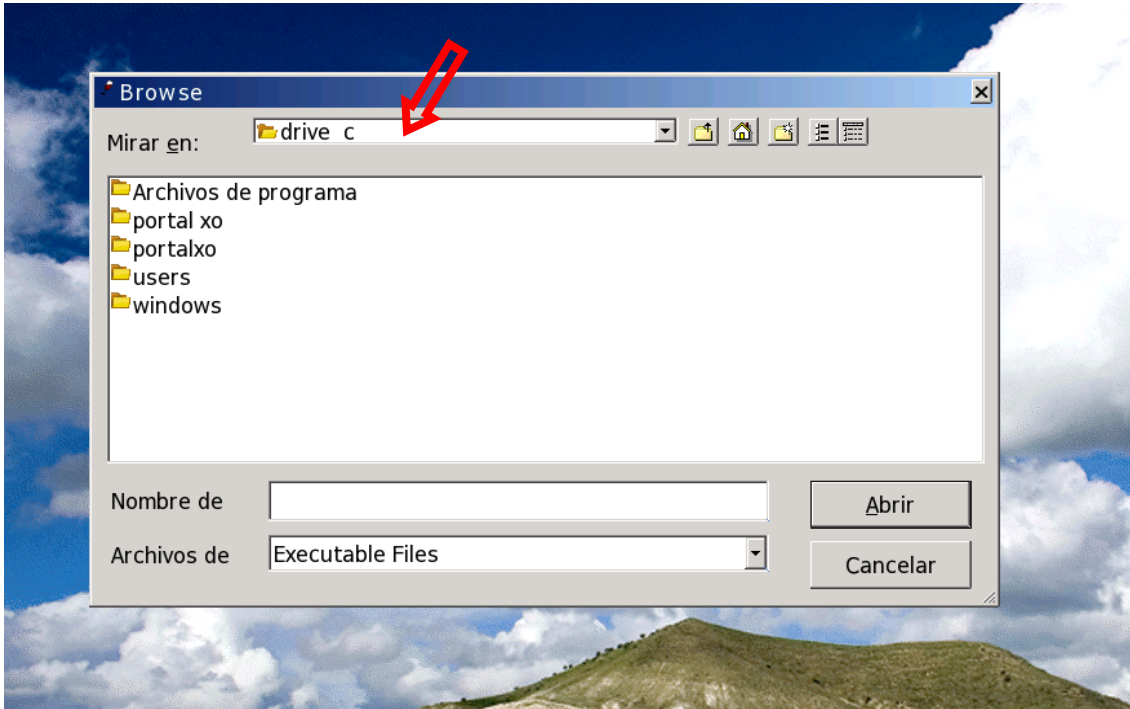 Browse
Mirar en:
drive c
Archivos de programa
portal xo
portalxo
users
windows
Nombre de
Abrir
Archivos de
Executable Files
Cancelar